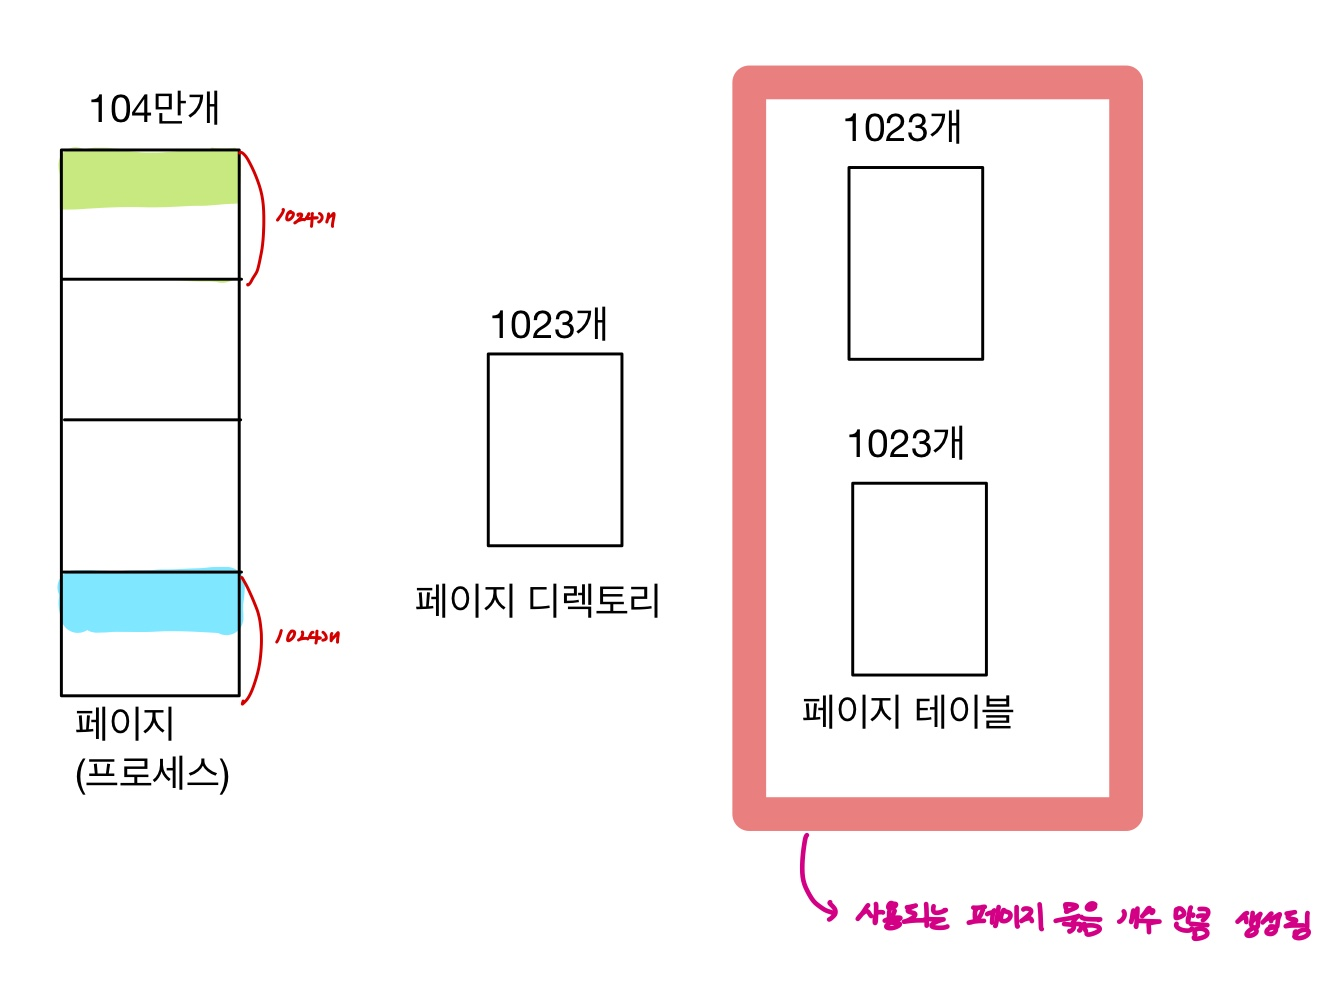 104만개
1024개
1024개
페이지
(프로세스)
1023개
페이지 디렉토리
1023개
1023개
페이지 테이블
사용되는 페이지 묶음 개수 만큼 생성됨